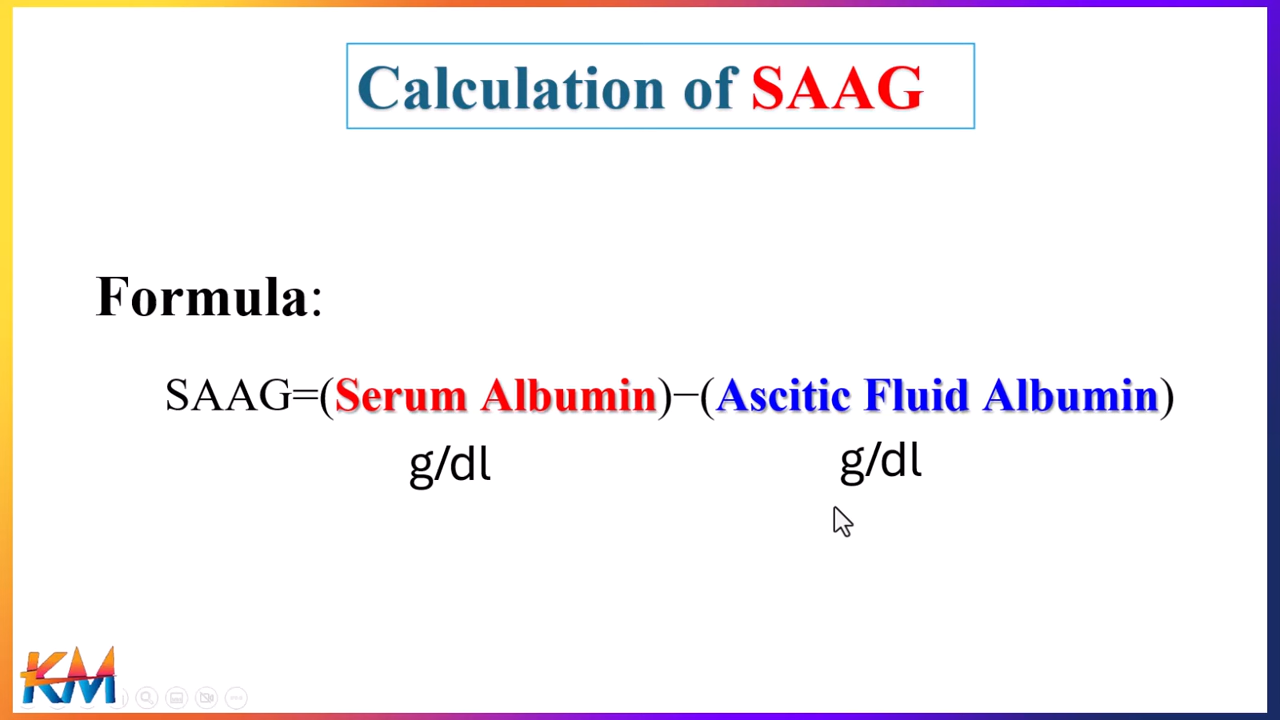 Calculation of SAAG
Formula:
SAAG=(Serum Albumin)−(Ascitic Fluid Albumin)
g/dl g/dl
KM